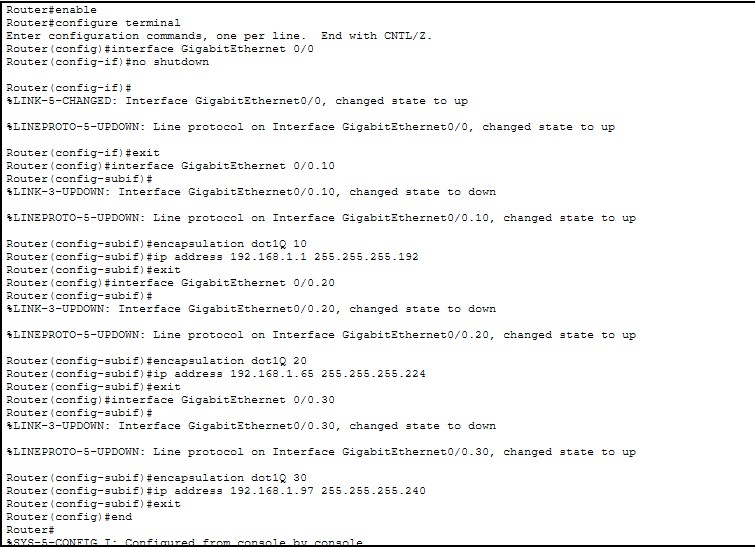 Router#enable
Router#configure terminal
Enter configuration commands, one per line.  End with CNTL/Z.
Router(config)#interface GigabitEthernet 0/0
Router(config-if)#no shutdown
Router(config-if)#
%LINK-5-CHANGED: Interface GigabitEthernet0/0, changed state to up
%LINEPROTO-5-UPDOWN: Line protocol on Interface GigabitEthernet0/0, changed state to up
Router(config-if)#exit
Router(config)#interface GigabitEthernet 0/0.10
Router(config-subif)#
%LINK-3-UPDOWN: Interface GigabitEthernet0/0.10, changed state to down
%LINEPROTO-5-UPDOWN: Line protocol on Interface GigabitEthernet0/0.10, changed state to up
Router(config-subif)#encapsulation dot1Q 10
Router(config-subif)#ip address 192.168.1.1 255.255.255.192
Router(config-subif)#exit
Router(config)#interface GigabitEthernet 0/0.20
Router(config-subif)#
%LINK-3-UPDOWN: Interface GigabitEthernet0/0.20, changed state to down
%LINEPROTO-5-UPDOWN: Line protocol on Interface GigabitEthernet0/0.20, changed state to up
Router(config-subif)#encapsulation dot1Q 20
Router(config-subif)#ip address 192.168.1.65 255.255.255.224
Router(config-subif)#exit
Router(config)#interface GigabitEthernet 0/0.30
Router(config-subif)#
%LINK-3-UPDOWN: Interface GigabitEthernet0/0.30, changed state to down
%LINEPROTO-5-UPDOWN: Line protocol on Interface GigabitEthernet0/0.30, changed state to up
Router(config-subif)#encapsulation dot1Q 30
Router(config-subif)#ip address 192.168.1.97 255.255.255.240
Router(config-subif)#exit
Router(config)#end
Router#
%SYS-5-CONFIG_I: Configured from console by console